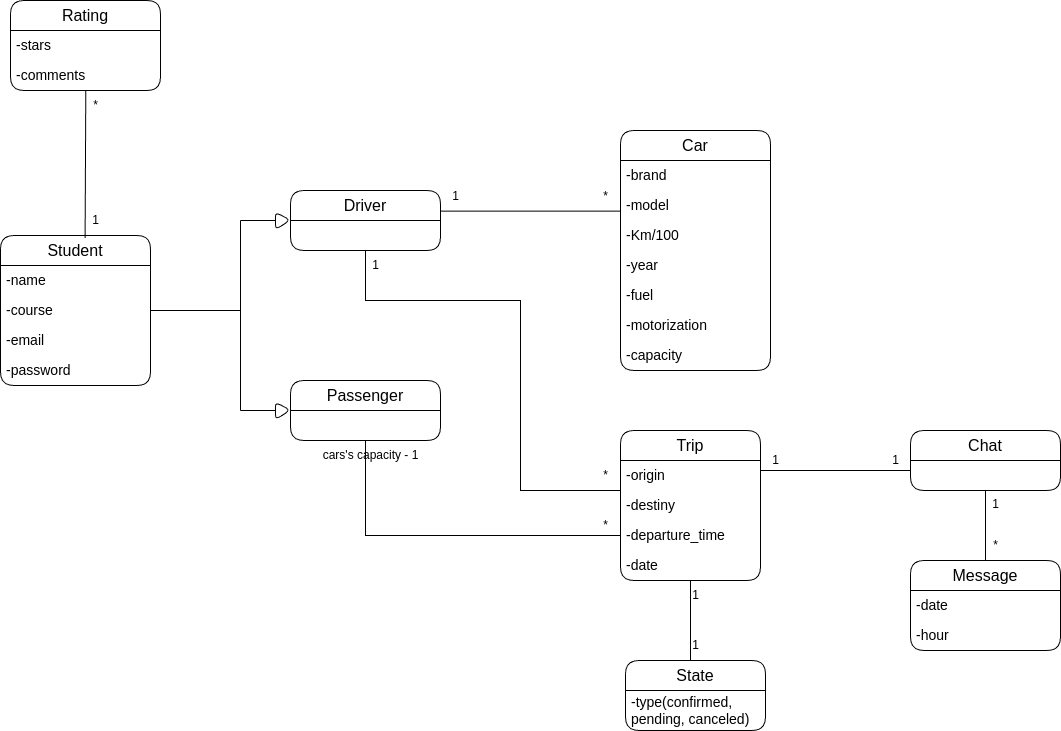 Rating
-stars
-comments
*
1
Student
-name
-course
-email
-password
Driver
1
1
*
Car
-brand
-model
-Km/100
-year
-fuel
-motorization
-capacity
Passenger
cars's capacity - 1
*
*
Trip
-origin
-destiny
-departure_time
-date
1
1
Chat
1
*
Message
-date
-hour
1
1
State
-type(confirmed,
pending, canceled)